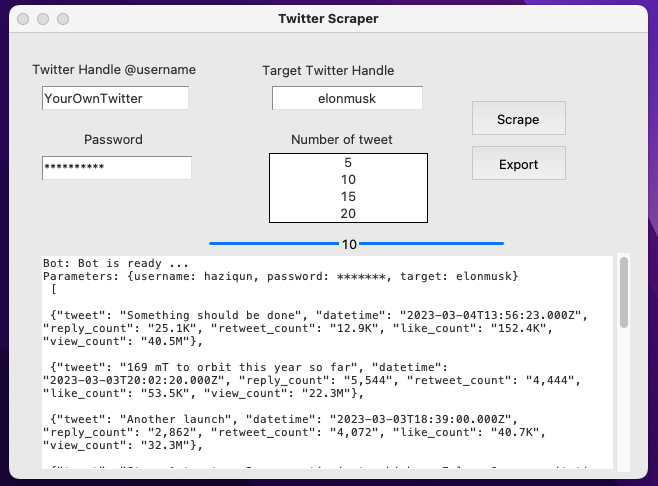 Twitter Scraper
Twitter Handle @username
Target Twitter Handle
YourOwnTwitter
elonmusk
Scrape
Password
Number of tweet
**********
5
10
15
20
Export
10
Bot: Bot is ready ...
Parameters: {username: haziqun, password: *******, target: elonmusk}
[
{"tweet": "Something should be done", "datetime": "2023-03-04T13:56:23.000Z",
"reply_count": "25.1K", "retweet_count": "12.9K", "like_count": "152.4K",
"view_count": "40.5M"},
{"tweet": "169 mT to orbit this year so far", "datetime":
"2023-03-03T20:02:20.000Z", "reply_count": "5,544", "retweet_count": "4,444",
"like_count": "53.5K", "view_count": "22.3M"},
{"tweet": "Another launch", "datetime": "2023-03-03T18:39:00.000Z",
"reply_count": "2,862", "retweet_count": "4,072", "like_count": "40.7K",
"view_count": "32.3M"},